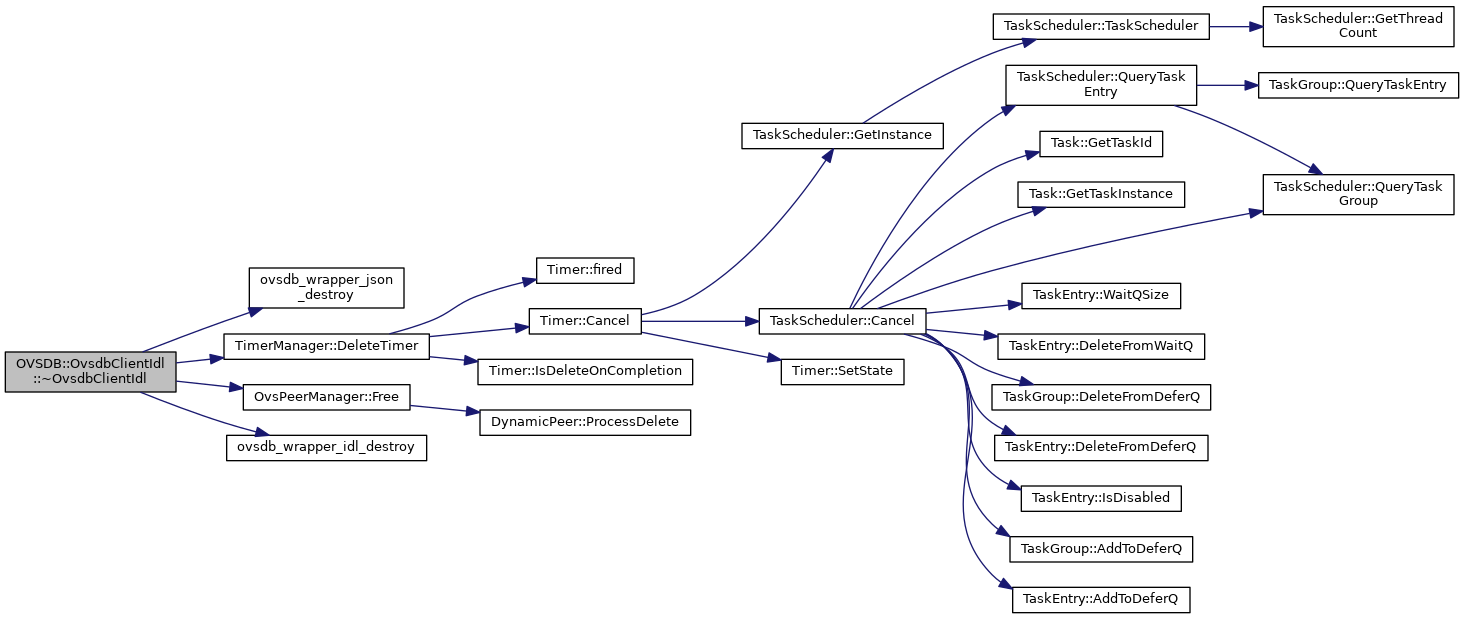 OVSDB::OvsdbClientIdl
::~OvsdbClientIdl
ovsdb_wrapper_json
_destroy
TimerManager::DeleteTimer
OvsPeerManager::Free
ovsdb_wrapper_idl_destroy
Timer::fired
Timer::Cancel
Timer::IsDeleteOnCompletion
DynamicPeer::ProcessDelete
TaskScheduler::GetInstance
TaskScheduler::Cancel
Timer::SetState
TaskScheduler::TaskScheduler
TaskScheduler::QueryTask
Entry
Task::GetTaskId
Task::GetTaskInstance
TaskEntry::WaitQSize
TaskEntry::DeleteFromWaitQ
TaskGroup::DeleteFromDeferQ
TaskEntry::DeleteFromDeferQ
TaskEntry::IsDisabled
TaskGroup::AddToDeferQ
TaskEntry::AddToDeferQ
TaskScheduler::GetThread
Count
TaskGroup::QueryTaskEntry
TaskScheduler::QueryTask
Group